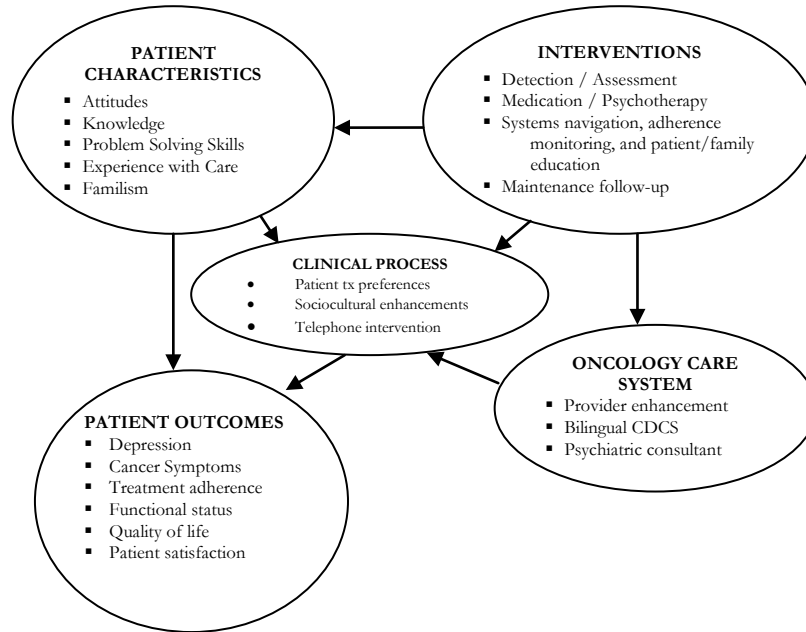 PATIENT
CHARACTERISTICS
▪ Attitudes
▪ Knowledge
▪ Problem Solving Skills
▪ Experience with Care
▪ Familism
INTERVENTIONS
▪ Detection / Assessment
▪ Medication / Psychotherapy
▪ Systems navigation, adherence
monitoring, and patient/family
education
▪ Maintenance follow-up
CLINICAL PROCESS
• Patient tx preferences
• Sociocultural enhancements
• Telephone intervention
ONCOLOGY CARE
SYSTEM
▪ Provider enhancement
▪ Bilingual CDCS
▪ Psychiatric consultant
PATIENT OUTCOMES
▪ Depression
▪ Cancer Symptoms
▪ Treatment adherence
▪ Functional status
▪ Quality of life
▪ Patient satisfaction